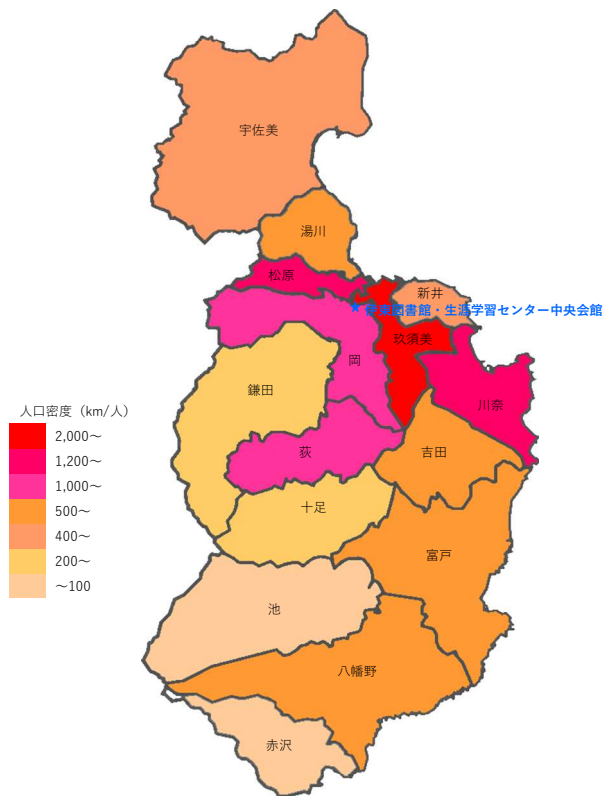 宇佐美
湯川
松原
新井
★伊東図書館・生涯学習センター中央会館
玖須美
岡
鎌田
川奈
人口密度（km/人）
2,000～
1,200～
1,000～
500～
400～
200～
～100
荻
吉田
十足
富戸
池
八幡野
赤沢